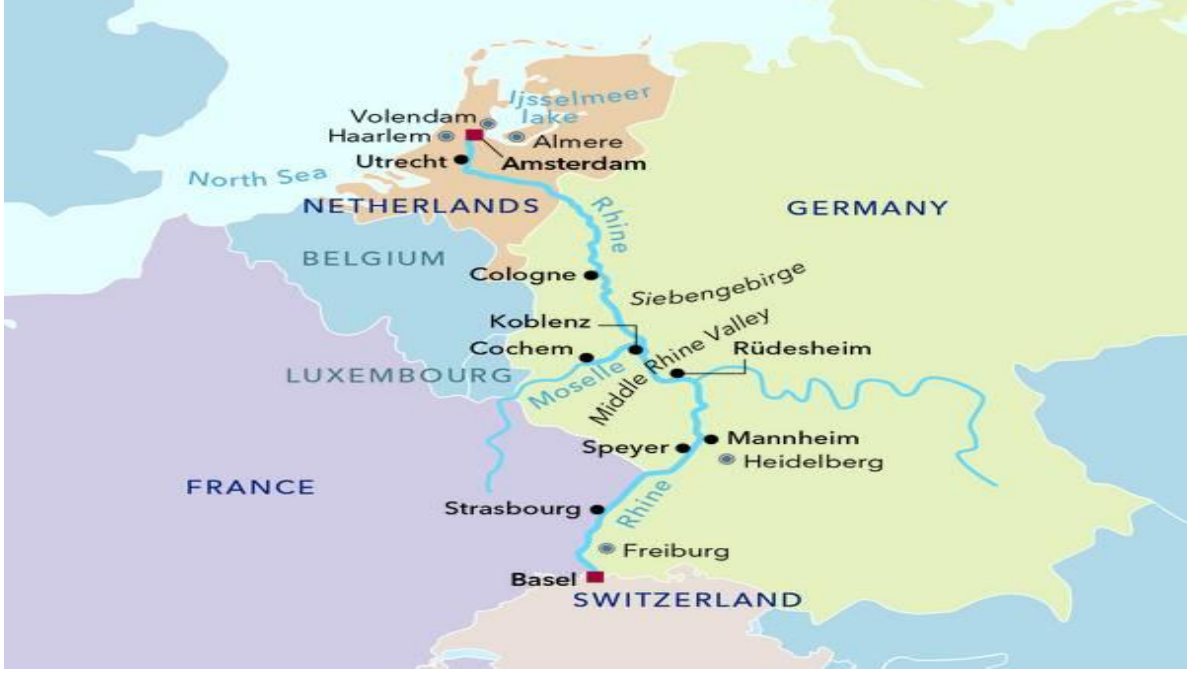 Ijsselmeer
lake
Volendam
Haarlem
Almere
Utrecht
Amsterdam
North Sea
NETHERLANDS
Rhine
GERMANY
BELGIUM
Cologne
Siebengebirge
Koblenz
Middle Rhine Valley
Cochem
Rüdesheim
LUXEMBOURG
Moselle
Speyer
Mannheim
Heidelberg
FRANCE
Strasbourg
Rhine
Freiburg
Basel
SWITZERLAND